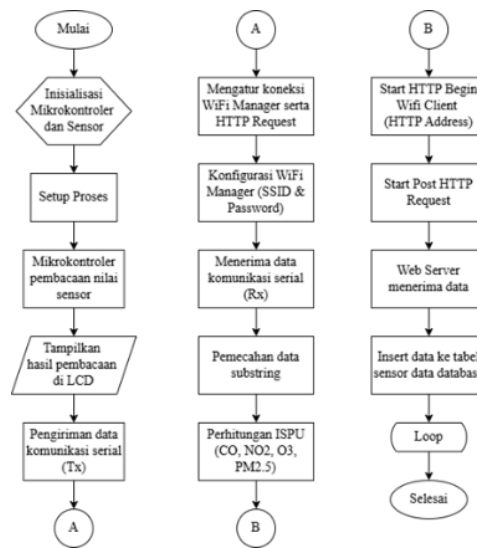 Mulai
Inisialisasi
Mikrokontroler
dan Sensor
Setup Proses
Mikrokontroler
pembacaan nilai
sensor
Tampilkan
hasil pembacaan
di LCD
Pengiriman data
komunikasi serial
(Tx)
A
A
Mengatur koneksi
WiFi Manager serta
HTTP Request
Konfigurasi WiFi
Manager (SSID &
Password)
Menerima data
komunikasi serial
(Rx)
Pemecahan data
substring
Perhitungan ISPU
(CO, NO2, O3,
PM2.5)
B
B
Start HTTP Begin
Wifi Client
(HTTP Address)
Start Post HTTP
Request
Web Server
menerima data
Insert data ke tabel
sensor data database
Loop
Selesai